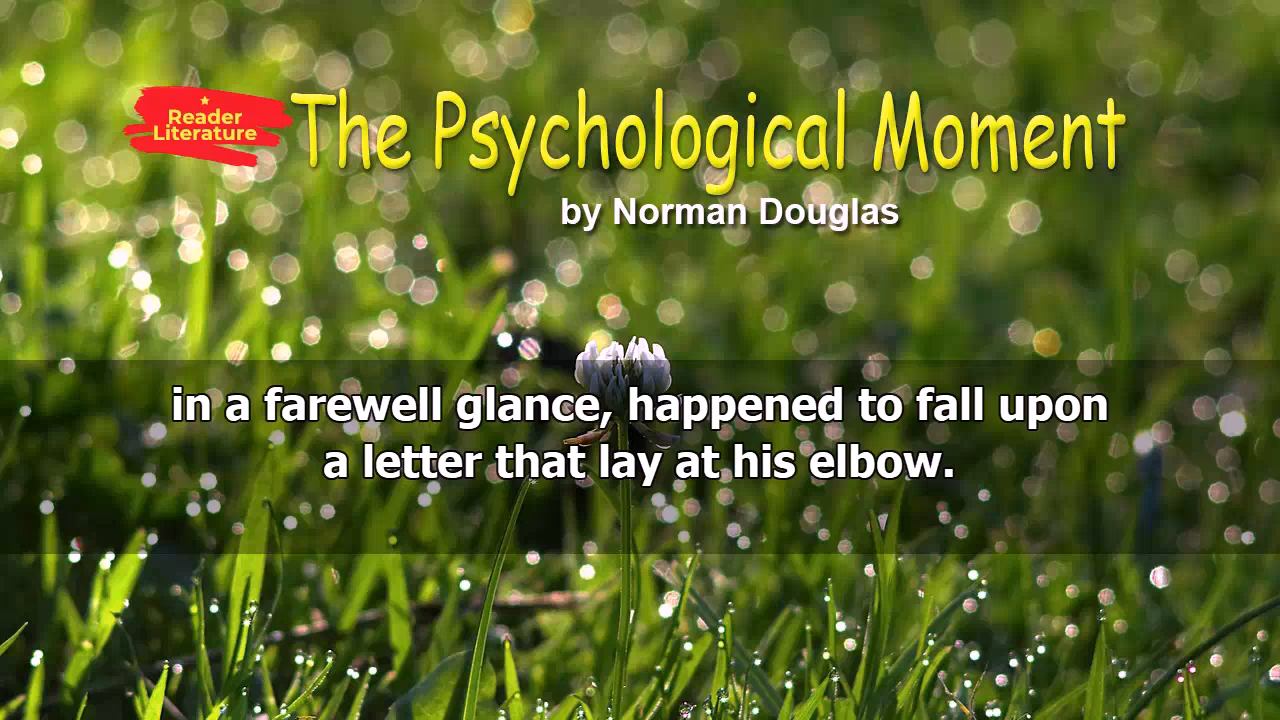 Reader
Literature
The Psychological Moment
by Norman Douglas
in a farewell glance, happened to fall upon
a letter that lay at his elbow.